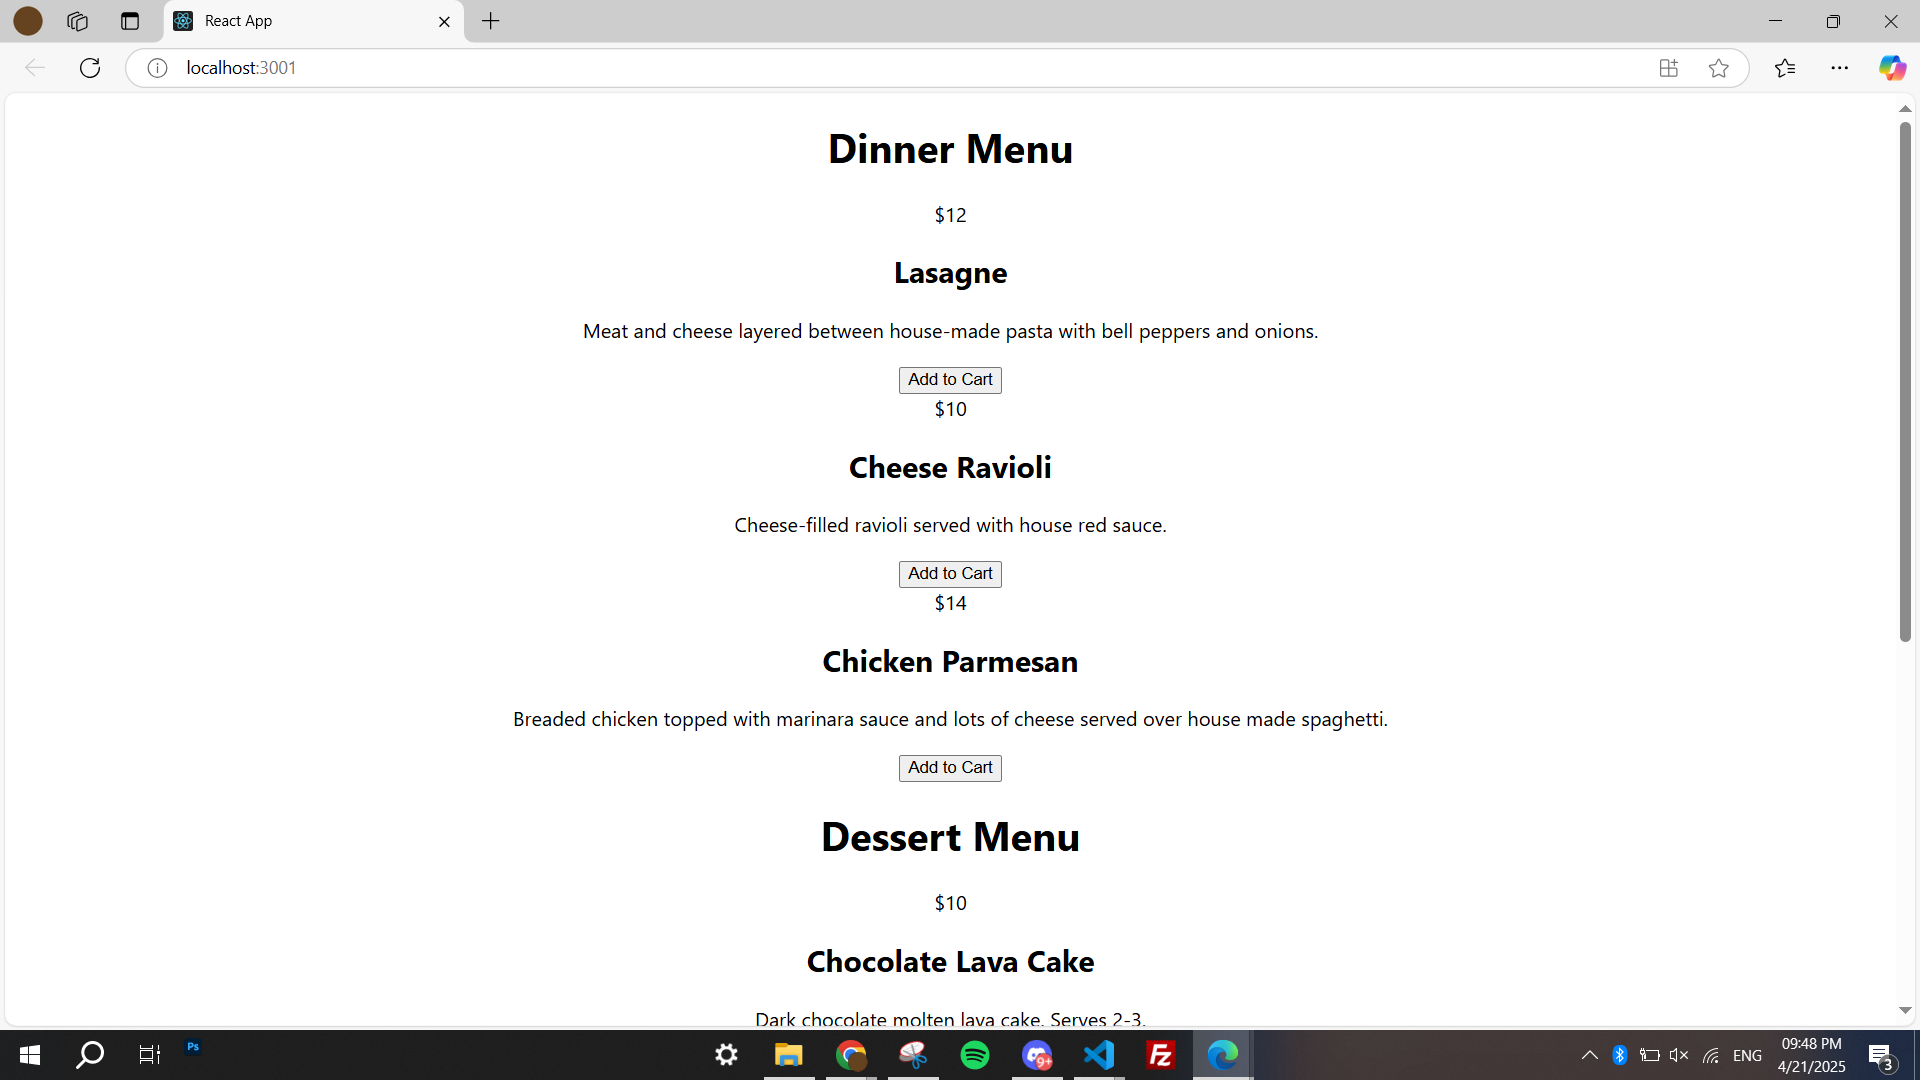 React App
localhost:3001
Dinner Menu
$12
Lasagne
Meat and cheese layered between house-made pasta with bell peppers and onions.
Add to Cart
$10
Cheese Ravioli
Cheese-filled ravioli served with house red sauce.
Add to Cart
$14
Chicken Parmesan
Breaded chicken topped with marinara sauce and lots of cheese served over house made spaghetti.
Add to Cart
Dessert Menu
$10
Chocolate Lava Cake
Dark chocolate molten lava cake. Serves 2-3.
Ps
9+
Fz
ENG
09:48 PM
4/21/2025
3